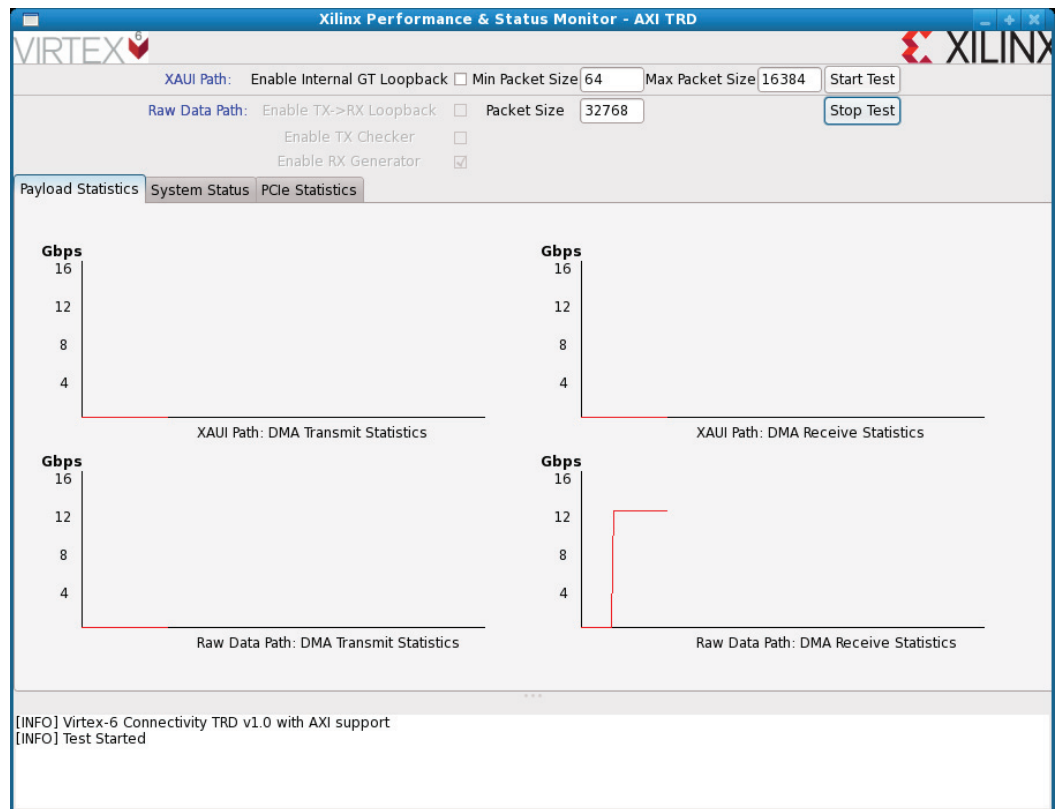 Xilinx Performance & Status Monitor - AXI TRD
VIRTEX 6 XILINX
XAUI Path: Enable Internal GT Loopback Min Packet Size 64 Max Packet Size 16384 Start Test
Raw Data Path: Enable TX->RX Loopback Packet Size 32768 Stop Test
Enable TX Checker
Enable RX Generator
Payload Statistics System Status PCIe Statistics
Gbps
16
12
8
4
XAUI Path: DMA Transmit Statistics
Gbps
16
12
8
4
XAUI Path: DMA Receive Statistics
Gbps
16
12
8
4
Raw Data Path: DMA Transmit Statistics
Gbps
16
12
8
4
Raw Data Path: DMA Receive Statistics
[INFO] Virtex-6 Connectivity TRD v1.0 with AXI support
[INFO] Test Started